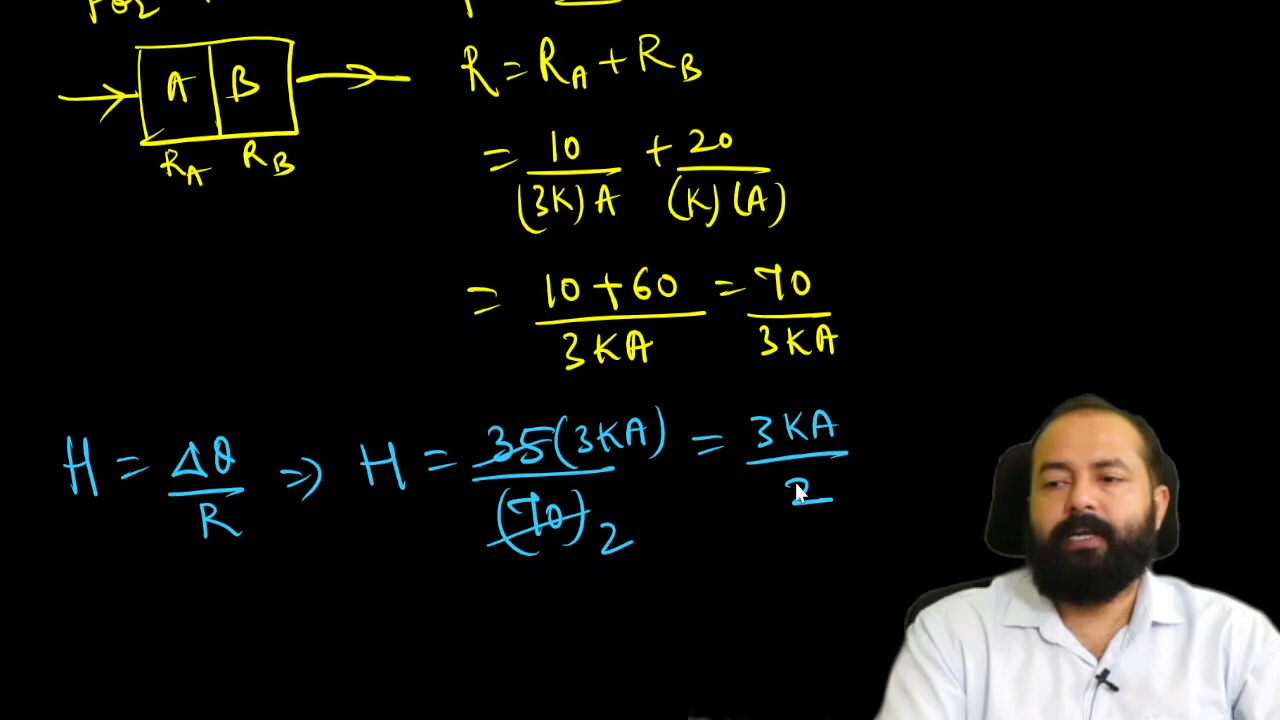 For
A B
R_A R_B
R = R_A + R_B
= 10/(3K)A + 20/(K)(A)
= (10+60)/3KA = 70/3KA
H = Δθ/R ⇒ H = 35(3KA)/(70) 2 = 3KA/2